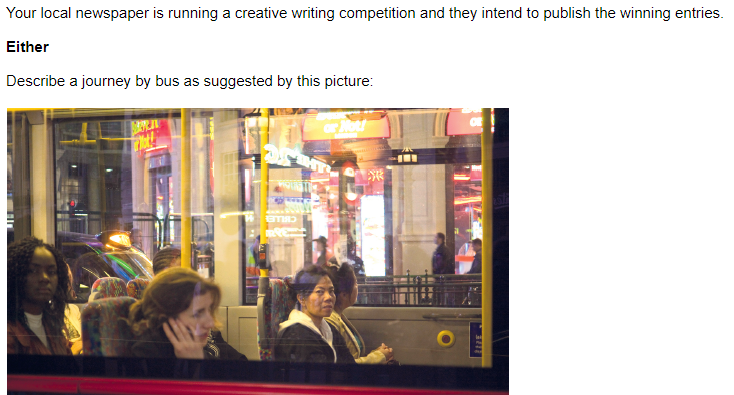 Your local newspaper is running a creative writing competition and they intend to publish the winning entries.
Either
Describe a journey by bus as suggested by this picture: